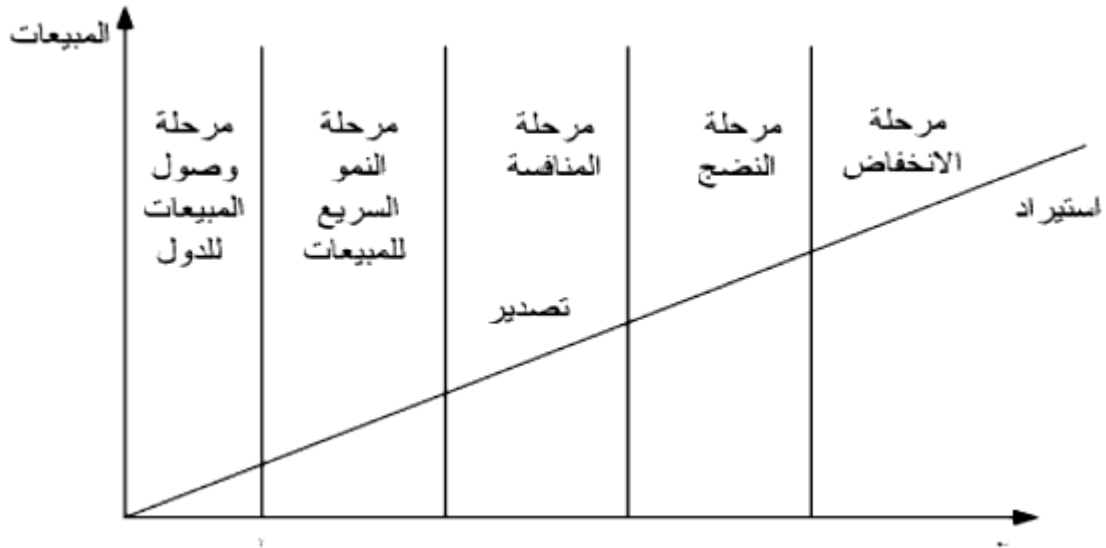 المبيعات
مرحلة
وصول
المبيعات
للدول
مرحلة
النمو
السريع
للمبيعات
مرحلة
المنافسة
مرحلة
النضج
مرحلة
الانخفاض
استيراد
تصدير